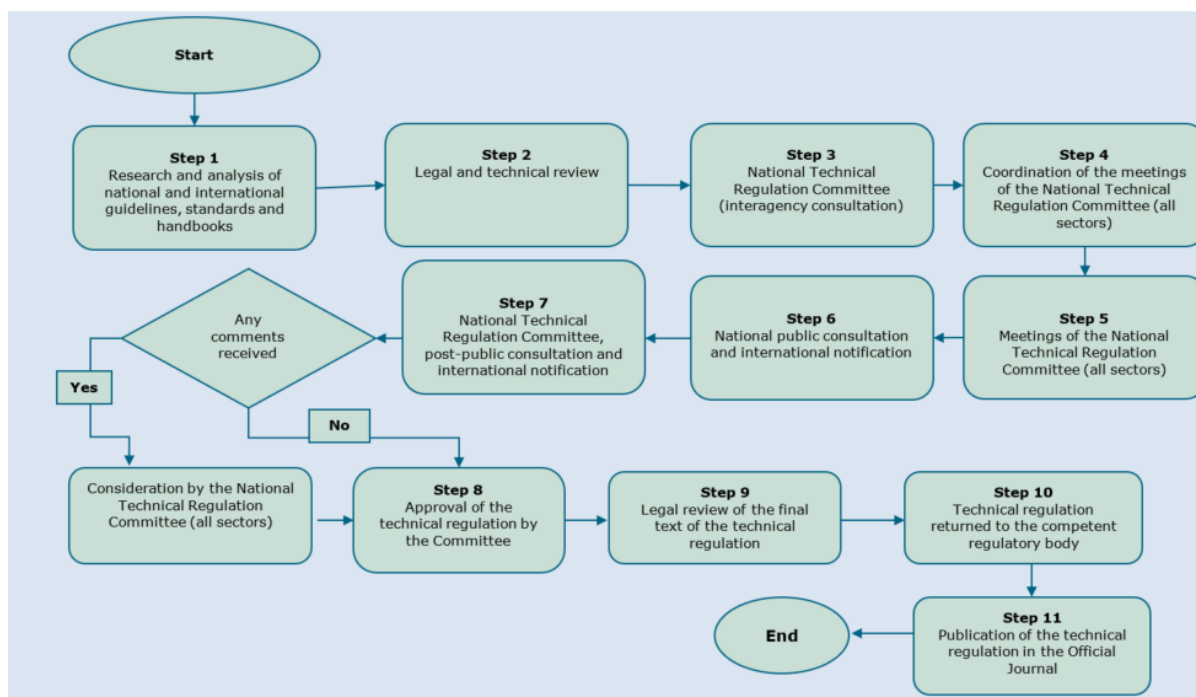 Start
Step 1
Research and analysis of
national and international
guidelines, standards and
handbooks
Step 2
Legal and technical review
Step 3
National Technical
Regulation Committee
(interagency consultation)
Step 4
Coordination of the meetings
of the National Technical
Regulation Committee (all
sectors)
Step 5
Meetings of the National
Technical Regulation
Committee (all sectors)
Step 6
National public consultation
and international notification
Step 7
National Technical
Regulation Committee,
post-public consultation and
international notification
Any
comments
received
Yes
No
Consideration by the National
Technical Regulation
Committee (all sectors)
Step 8
Approval of the
technical regulation by
the Committee
Step 9
Legal review of the final
text of the technical
regulation
Step 10
Technical regulation
returned to the competent
regulatory body
Step 11
Publication of the technical
regulation in the Official
Journal
End